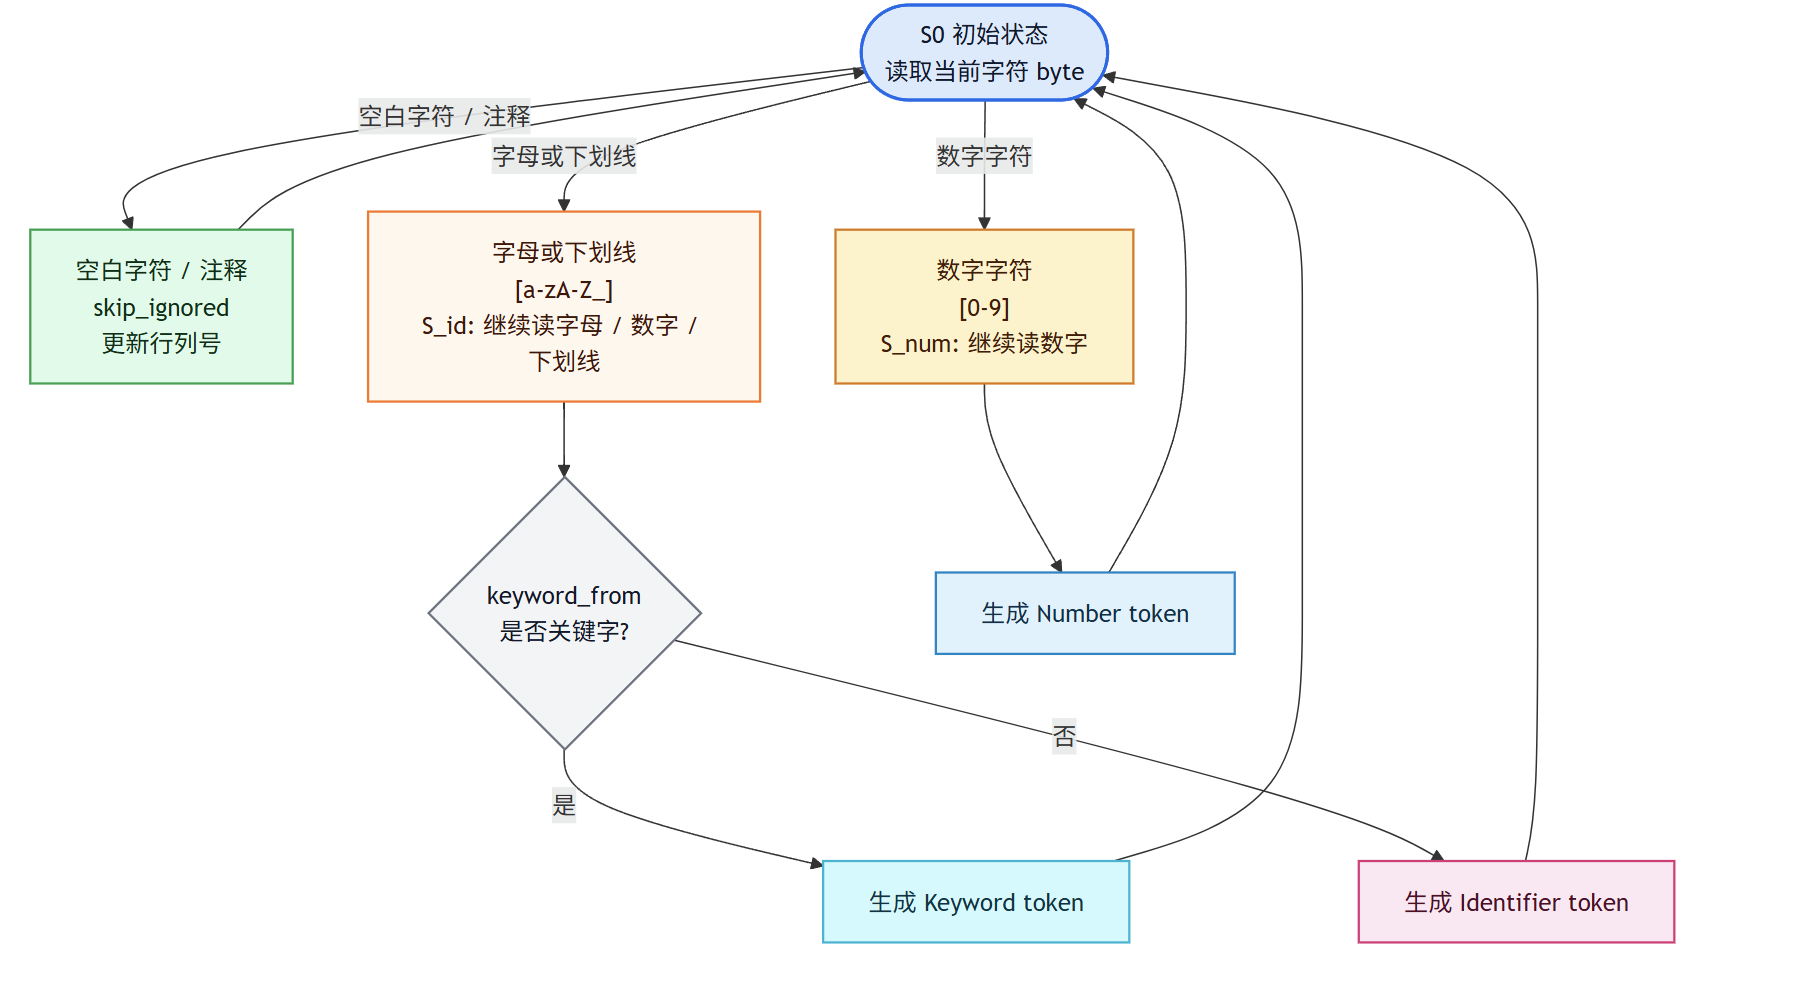 S0 初始状态
读取当前字符 byte
空白字符 / 注释
字母或下划线
数字字符
空白字符 / 注释
skip_ignored
更新行列号
字母或下划线
[a-zA-Z_]
S_id: 继续读字母 / 数字 /
下划线
数字字符
[0-9]
S_num: 继续读数字
keyword_from
是否关键字?
生成 Number token
否
是
生成 Keyword token
生成 Identifier token